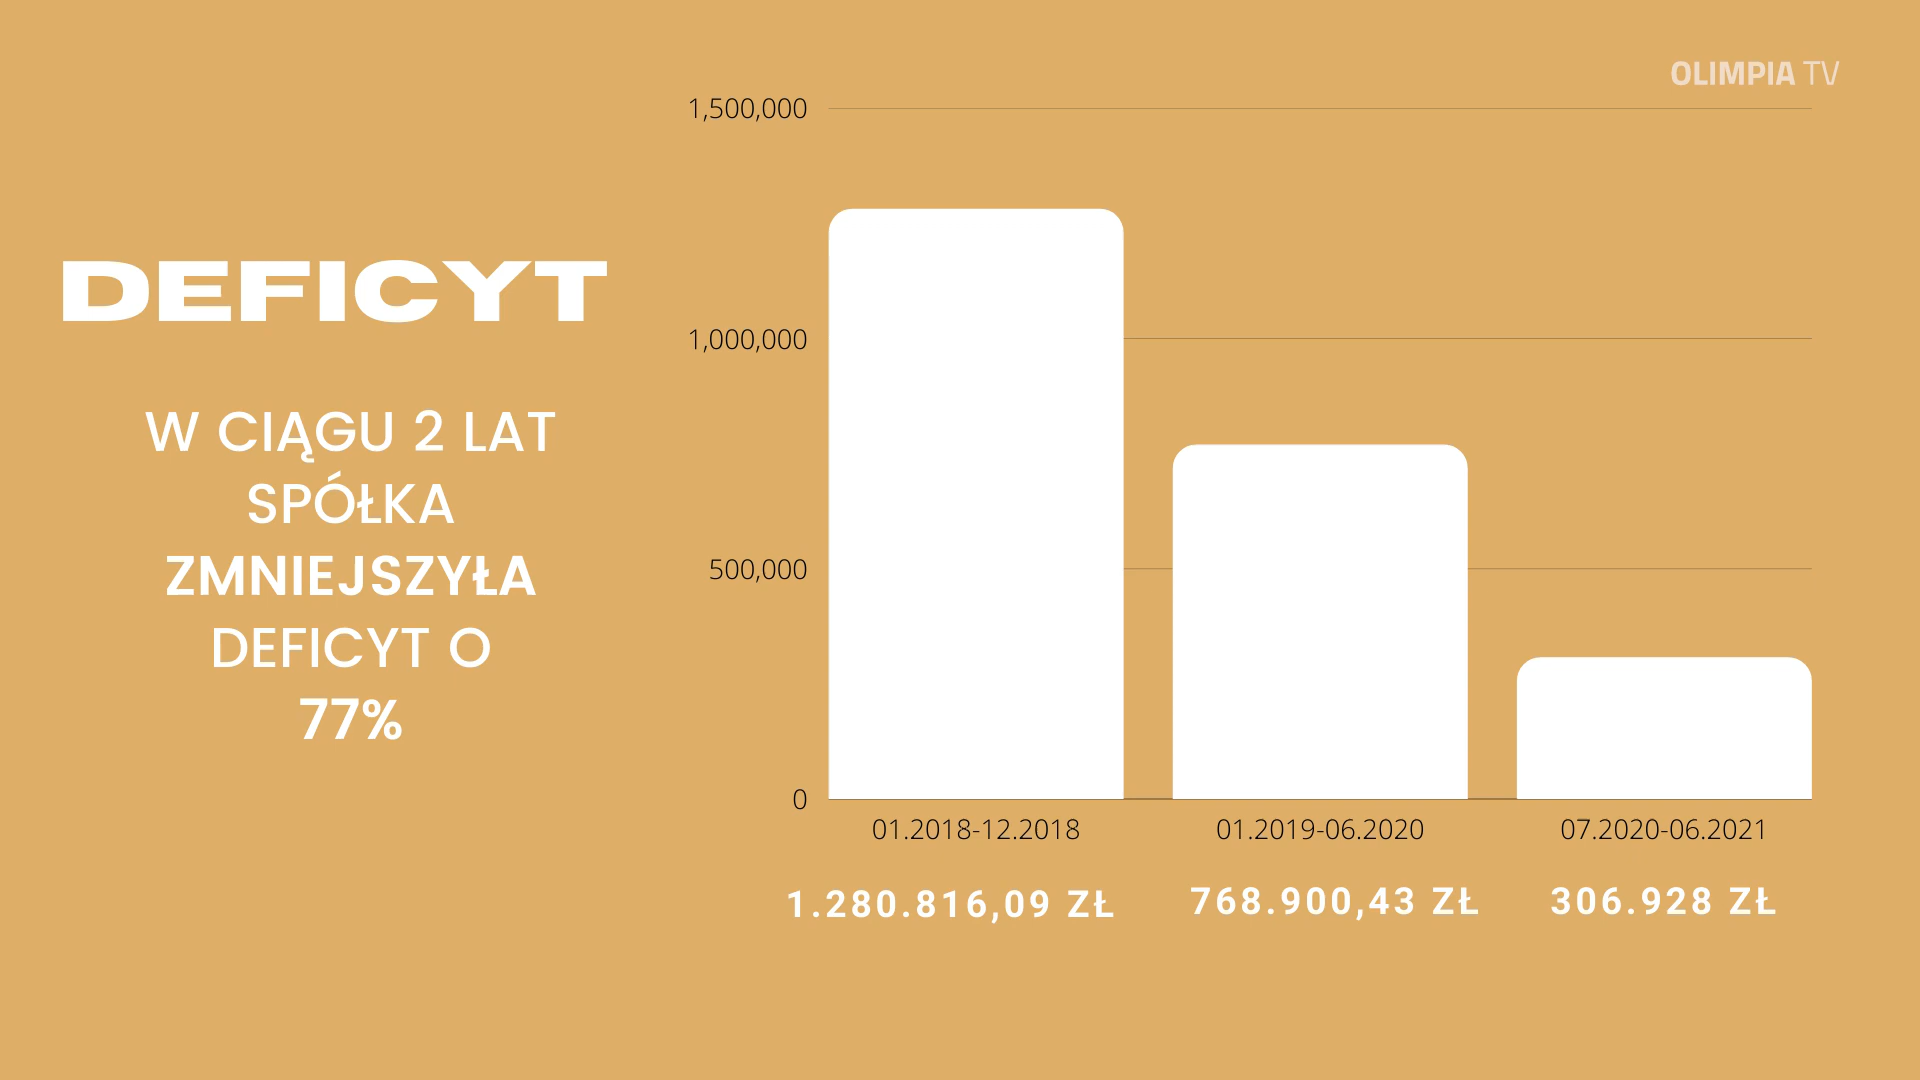 OLIMPIA TV
DEFICYT
W CIĄGU 2 LAT
SPÓŁKA
ZMNIEJSZYŁA
DEFICYT O
77%
1,500,000
1,000,000
500,000
0
01.2018-12.2018 01.2019-06.2020 07.2020-06.2021
1.280.816,09 ZŁ 768.900,43 ZŁ 306.928 ZŁ